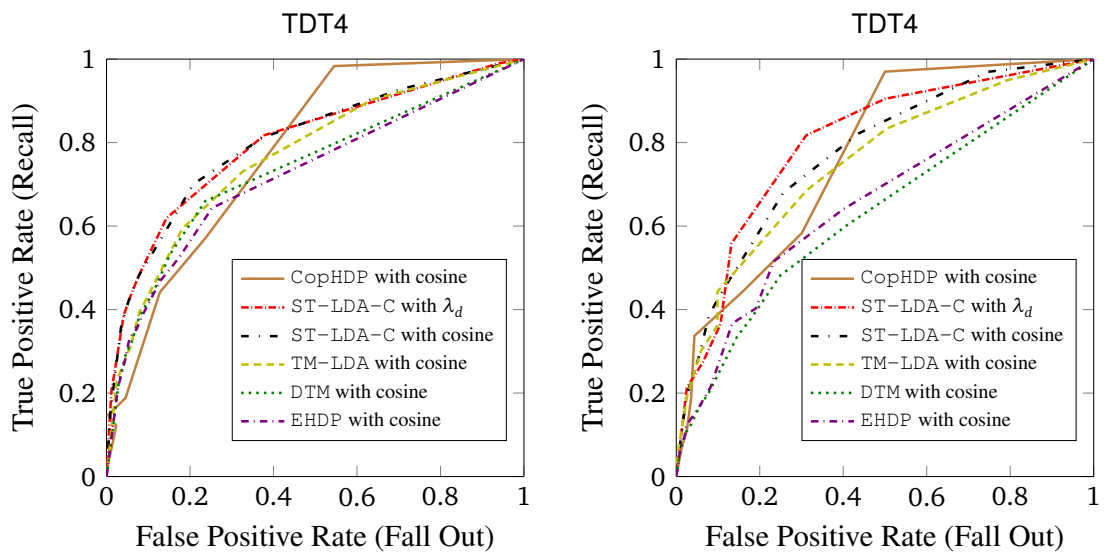 TDT4
1
0.8
0.6
0.4
0.2
0
0
0.2
0.4
0.6
0.8
1
True Positive Rate (Recall)
False Positive Rate (Fall Out)
CopHDP with cosine
ST-LDA-C with λd
ST-LDA-C with cosine
TM-LDA with cosine
DTM with cosine
EHDP with cosine
TDT4
1
0.8
0.6
0.4
0.2
0
0
0.2
0.4
0.6
0.8
1
True Positive Rate (Recall)
False Positive Rate (Fall Out)
CopHDP with cosine
ST-LDA-C with λd
ST-LDA-C with cosine
TM-LDA with cosine
DTM with cosine
EHDP with cosine